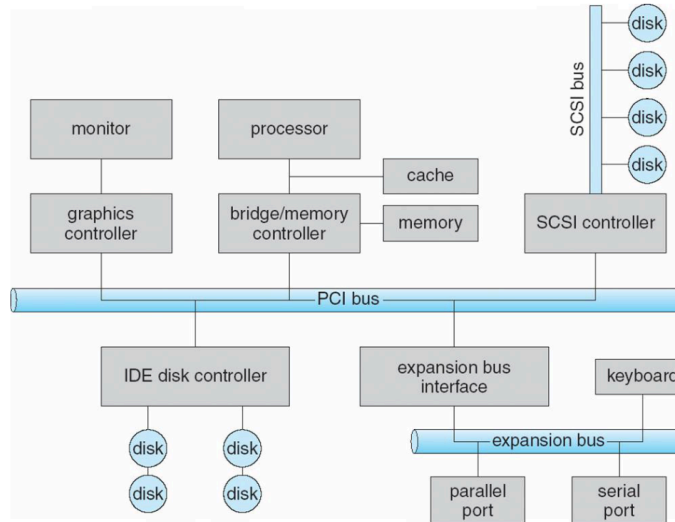 disk
disk
SCSI bus
disk
disk
monitor
processor
cache
graphics
controller
bridge/memory
controller
memory
SCSI controller
PCI bus
IDE disk controller
expansion bus
interface
keyboard
disk
disk
expansion bus
disk
disk
parallel
port
serial
port